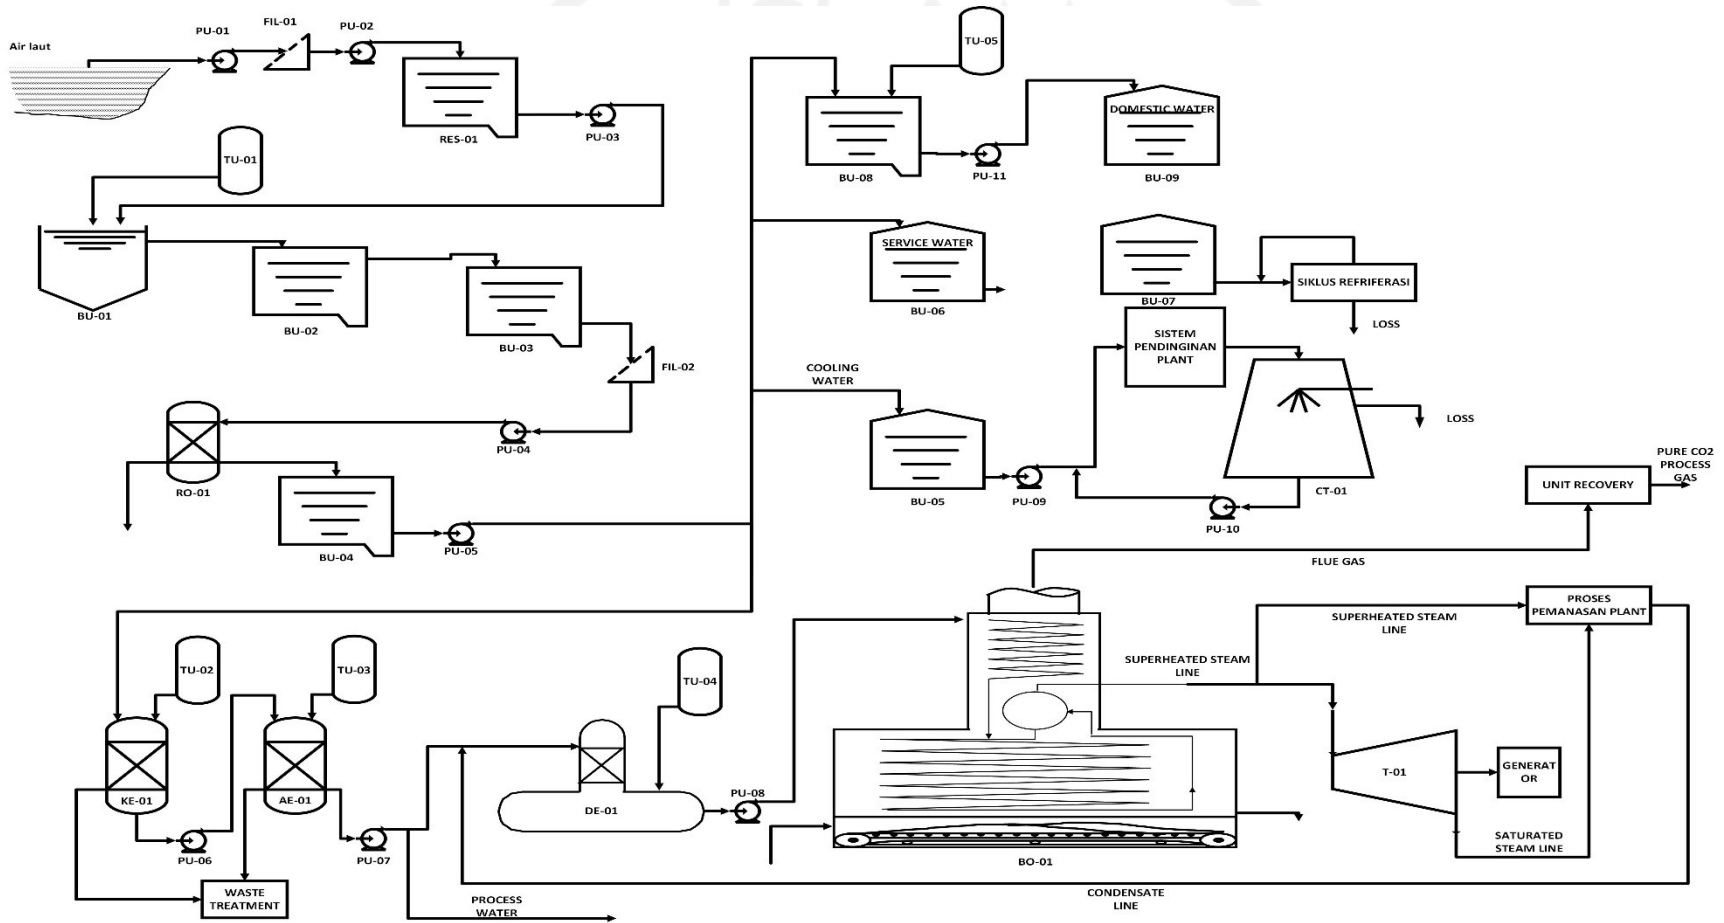 Air laut
PU-01
FIL-01
PU-02
RES-01
PU-03
TU-01
BU-01
BU-02
BU-03
FIL-02
PU-04
RO-01
BU-04
PU-05
TU-05
BU-08
PU-11
DOMESTIC WATER
BU-09
SERVICE WATER
BU-06
BU-07
SIKLUS REFRIFERASI
LOSS
COOLING
WATER
BU-05
PU-09
SISTEM
PENDINGINAN
PLANT
CT-01
LOSS
PU-10
PURE CO2
PROCESS
GAS
UNIT RECOVERY
FLUE GAS
PROSES
PEMANASAN PLANT
SUPERHEATED STEAM
LINE
SUPERHEATED STEAM
LINE
TU-02
TU-03
TU-04
KE-01
AE-01
PU-06
PU-07
DE-01
PU-08
BO-01
T-01
GENERAT
OR
SATURATED
STEAM LINE
WASTE
TREATMENT
PROCESS
WATER
CONDENSATE
LINE